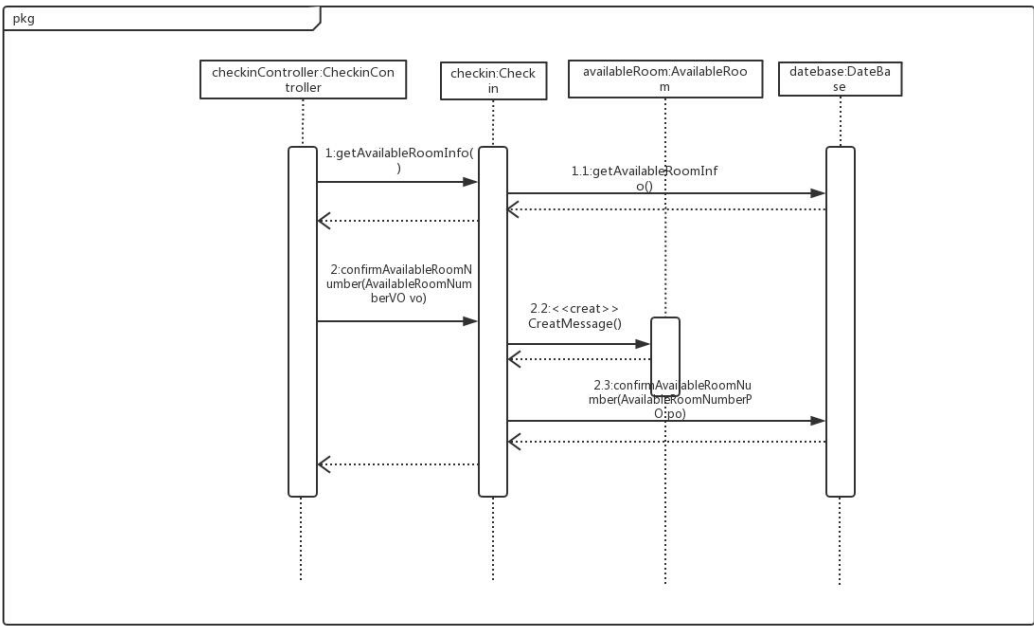 pkg
checkinController:CheckinCon
troller
checkin:Check
in
availableRoom:AvailableRoo
m
datebase:DateBa
se
1:getAvailableRoomInfo(
)
1.1:getAvailableRoomInf
o()
2:confirmAvailableRoomN
umber(AvailableRoomNum
berVO vo)
2.2:<<creat>>
CreatMessage()
2.3:confirmAvailableRoomNu
mber(AvailableRoomNumberP
O po)